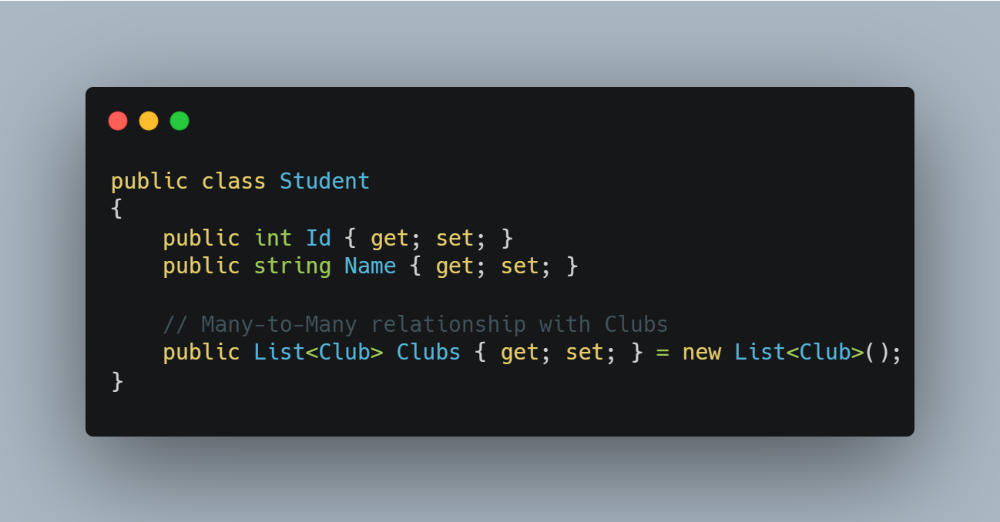 public class Student
{
    public int Id { get; set; }
    public string Name { get; set; }

    // Many-to-Many relationship with Clubs
    public List<Club> Clubs { get; set; } = new List<Club>();
}